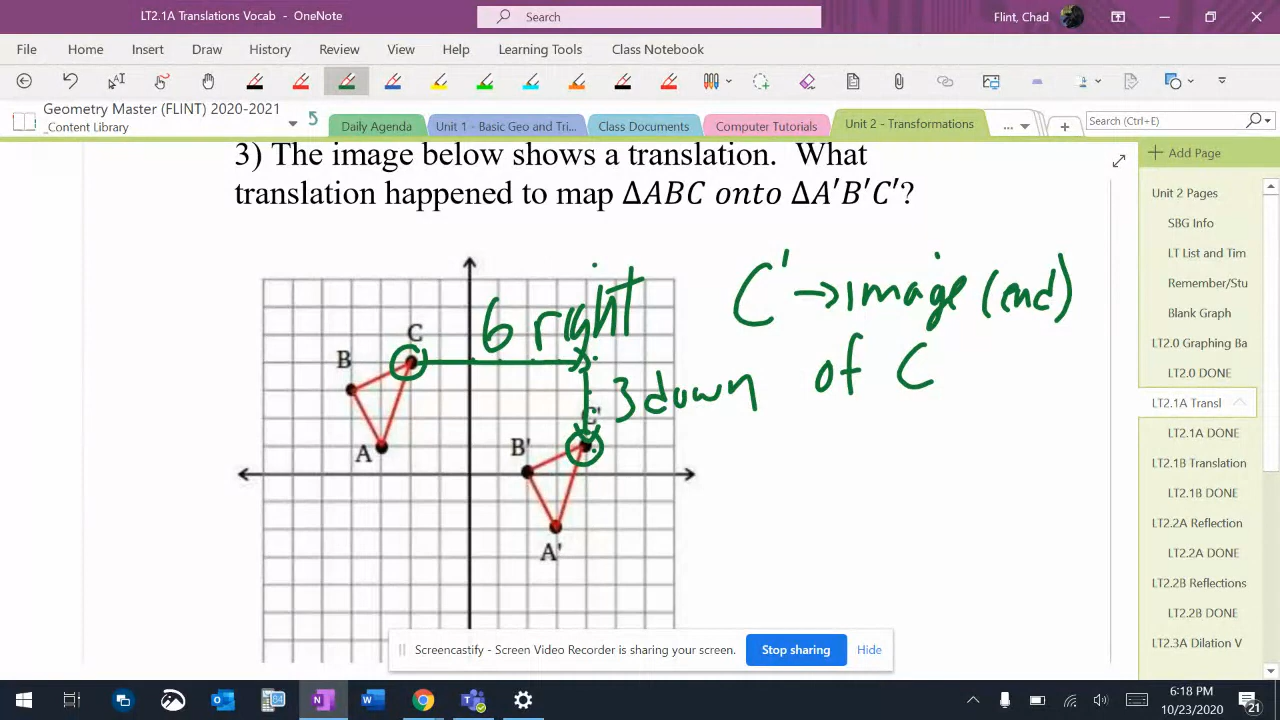 LT2.1A Translations Vocab - OneNote
Search
Flint, Chad
File Home Insert Draw History Review View Help Learning Tools Class Notebook
Geometry Master (FLINT) 2020-2021
_Content Library
Daily Agenda
Unit 1 - Basic Geo and Tri...
Class Documents
Computer Tutorials
Unit 2 - Transformations
...
Search (Ctrl+E)
3) The image below shows a translation. What
translation happened to map ΔABC onto ΔA′B′C′?
C' → image (end)
of C
6 right
3 down
C
B
A
C'
B'
A'
Add Page
Unit 2 Pages
SBG Info
LT List and Tim
Remember/Stu
Blank Graph
LT2.0 Graphing Ba
LT2.0 DONE
LT2.1A Transl
LT2.1A DONE
LT2.1B Translation
LT2.1B DONE
LT2.2A Reflection
LT2.2A DONE
LT2.2B Reflections
LT2.2B DONE
LT2.3A Dilation V
Screencastify - Screen Video Recorder is sharing your screen.
Stop sharing
Hide
6:18 PM
10/23/2020
21